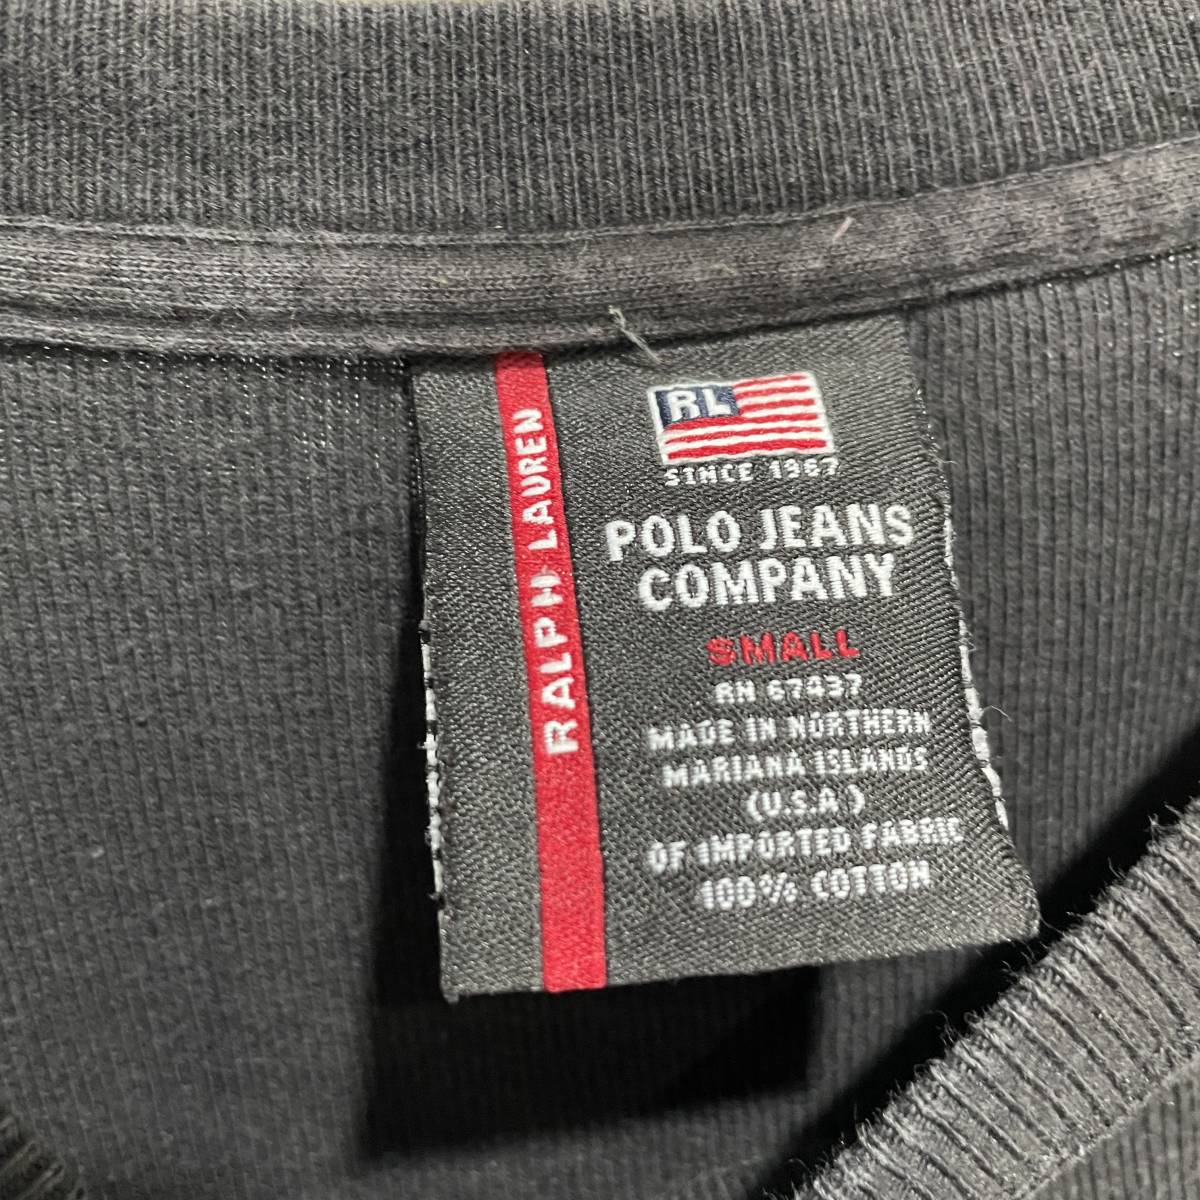 RALPH LAUREN
RL
SINCE 1967
POLO JEANS
COMPANY
SMALL
RN 67437
MADE IN NORTHERN
MARIANA ISLANDS
(U.S.A.)
OF IMPORTED FABRIC
100% COTTON